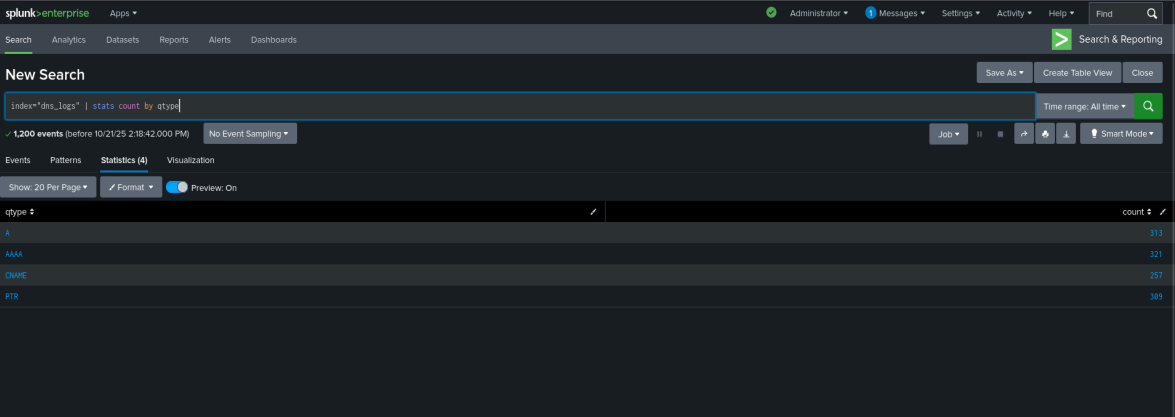 splunk>enterprise Apps Administrator 1 Messages Settings Activity Help Find
Search Analytics Datasets Reports Alerts Dashboards Search & Reporting
New Search Save As Create Table View Close
index="dns_logs" | stats count by qtype Time range: All time
1,200 events (before 10/21/25 2:18:42.000 PM) No Event Sampling Job Smart Mode
Events Patterns Statistics (4) Visualization
Show: 20 Per Page Format Preview: On
qtype count
A 313
AAAA 321
CNAME 257
PTR 309